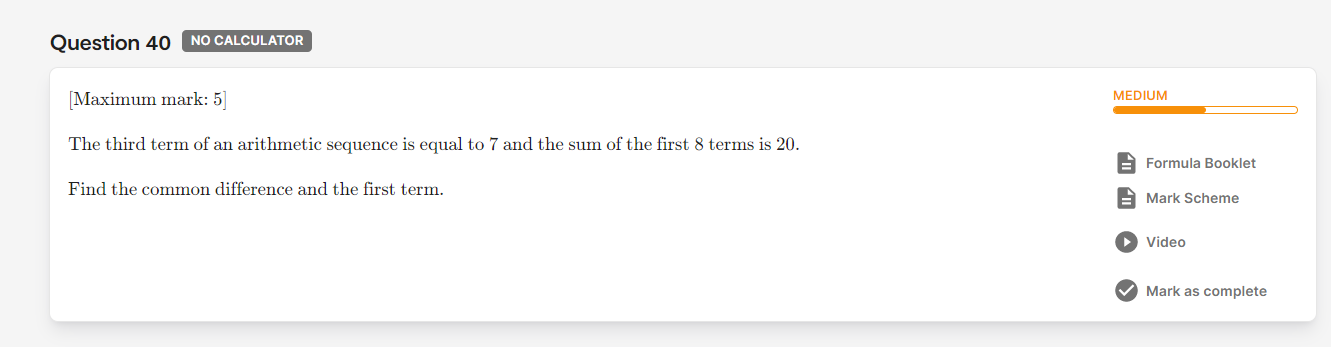 Question 40 NO CALCULATOR
[Maximum mark: 5]
MEDIUM
The third term of an arithmetic sequence is equal to 7 and the sum of the first 8 terms is 20.
Formula Booklet
Find the common difference and the first term.
Mark Scheme
Video
Mark as complete